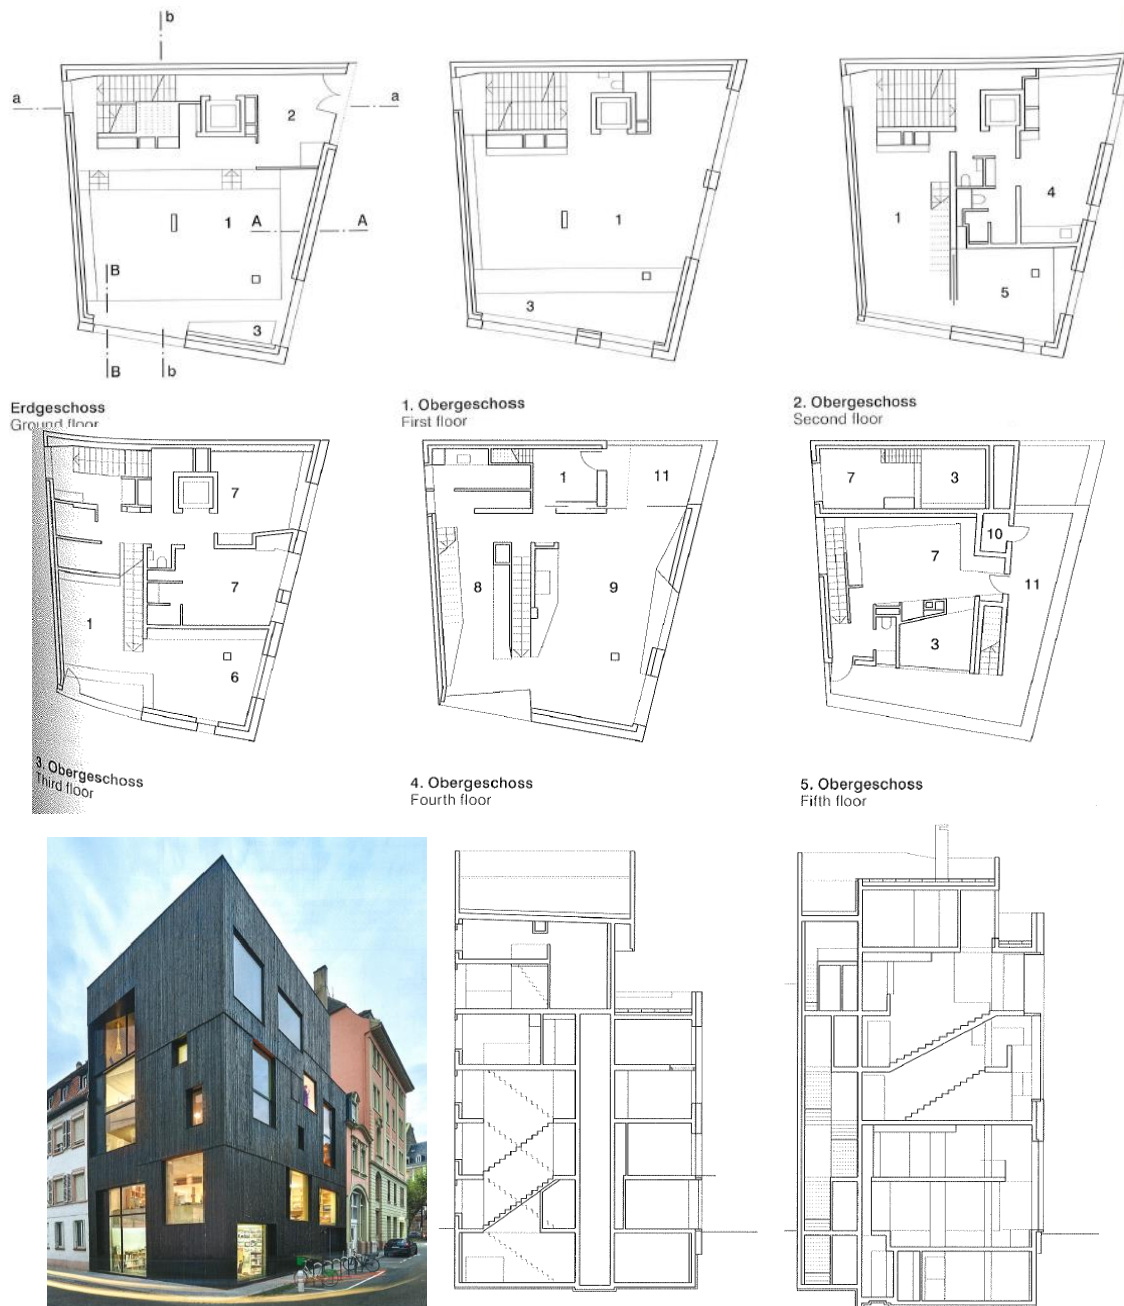 b
a
a
2
1
A
A
B
3
B
b
Erdgeschoss
Ground floor
1
3
1. Obergeschoss
First floor
1
4
5
2. Obergeschoss
Second floor
7
7
1
6
3. Obergeschoss
Third floor
1
11
8
9
4. Obergeschoss
Fourth floor
7
3
10
7
11
3
5. Obergeschoss
Fifth floor